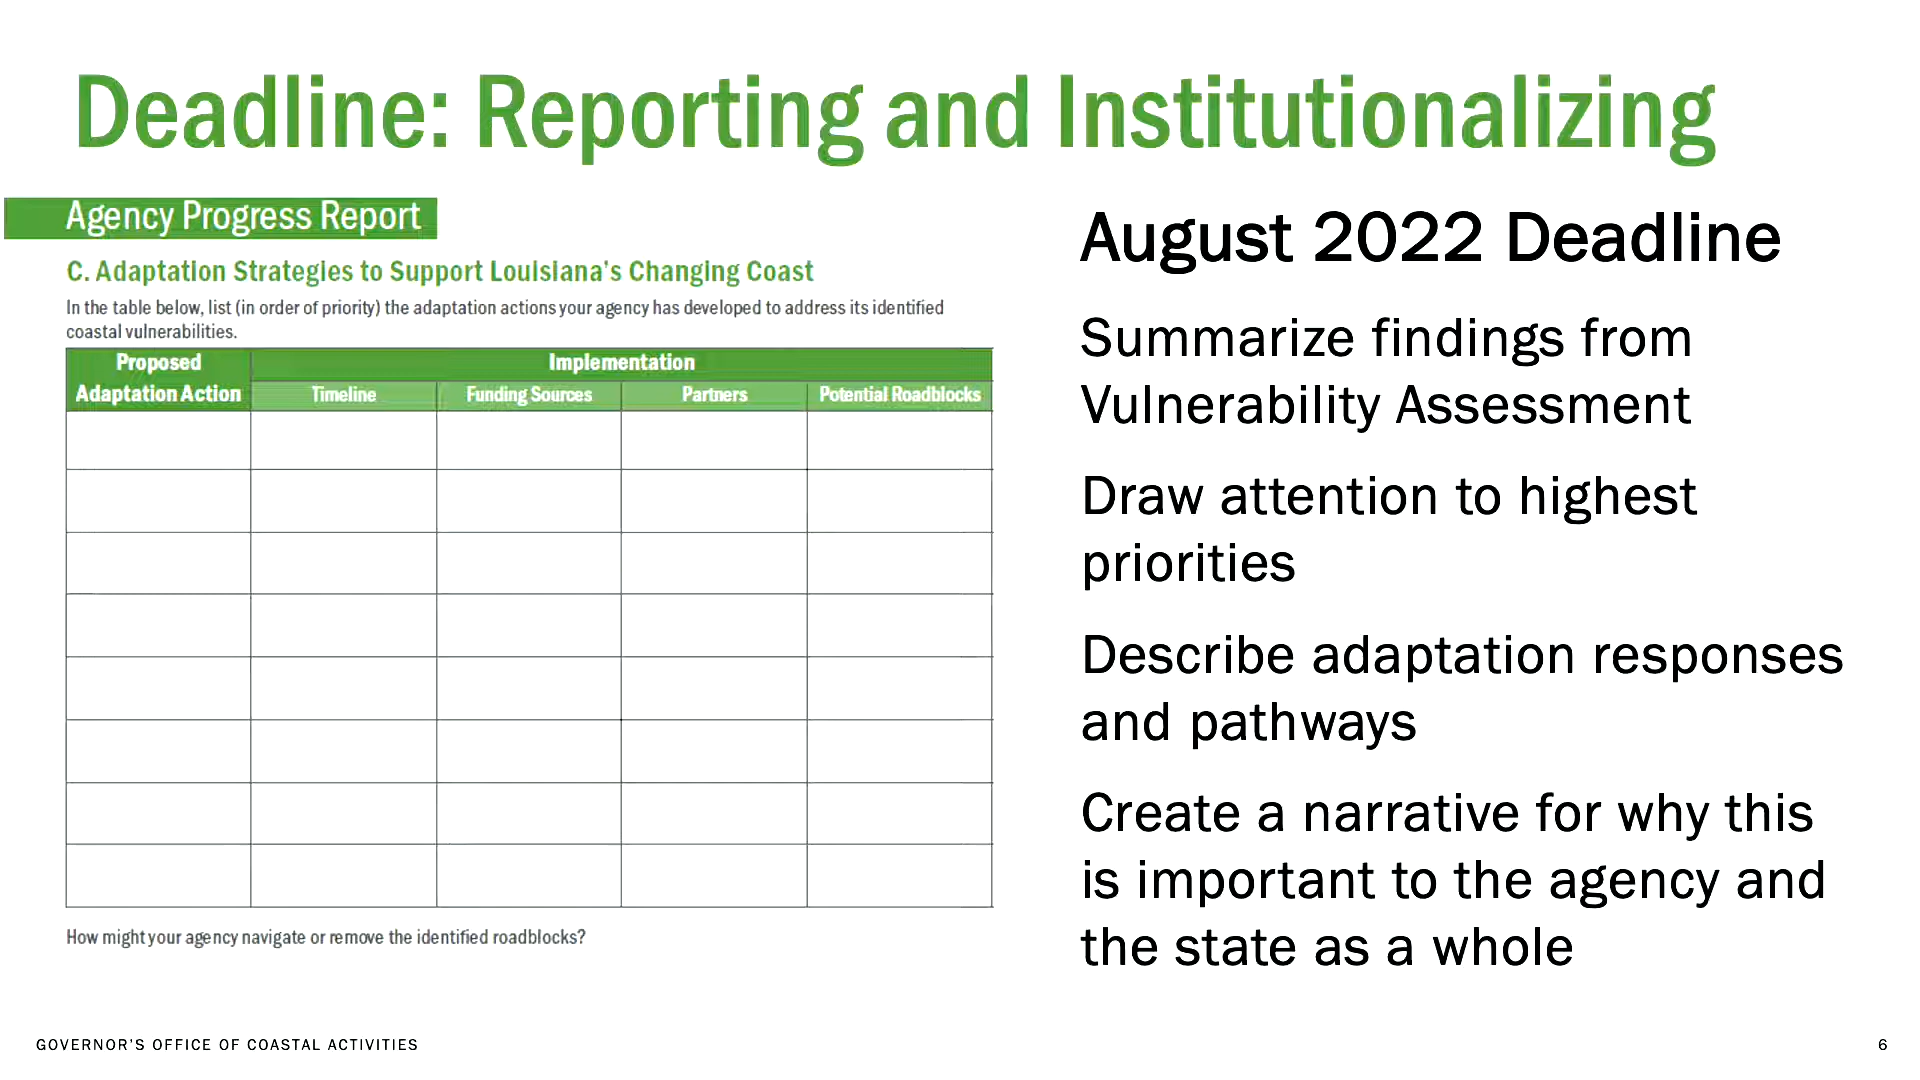 Deadline: Reporting and Institutionalizing
Agency Progress Report
C. Adaptation Strategies to Support Louisiana's Changing Coast
In the table below, list (in order of priority) the adaptation actions your agency has developed to address its identified
coastal vulnerabilities.
Proposed
Adaptation Action
Implementation
Timeline
Funding Sources
Partners
Potential Roadblocks
How might your agency navigate or remove the identified roadblocks?
August 2022 Deadline
Summarize findings from
Vulnerability Assessment
Draw attention to highest
priorities
Describe adaptation responses
and pathways
Create a narrative for why this
is important to the agency and
the state as a whole
GOVERNOR'S OFFICE OF COASTAL ACTIVITIES
6